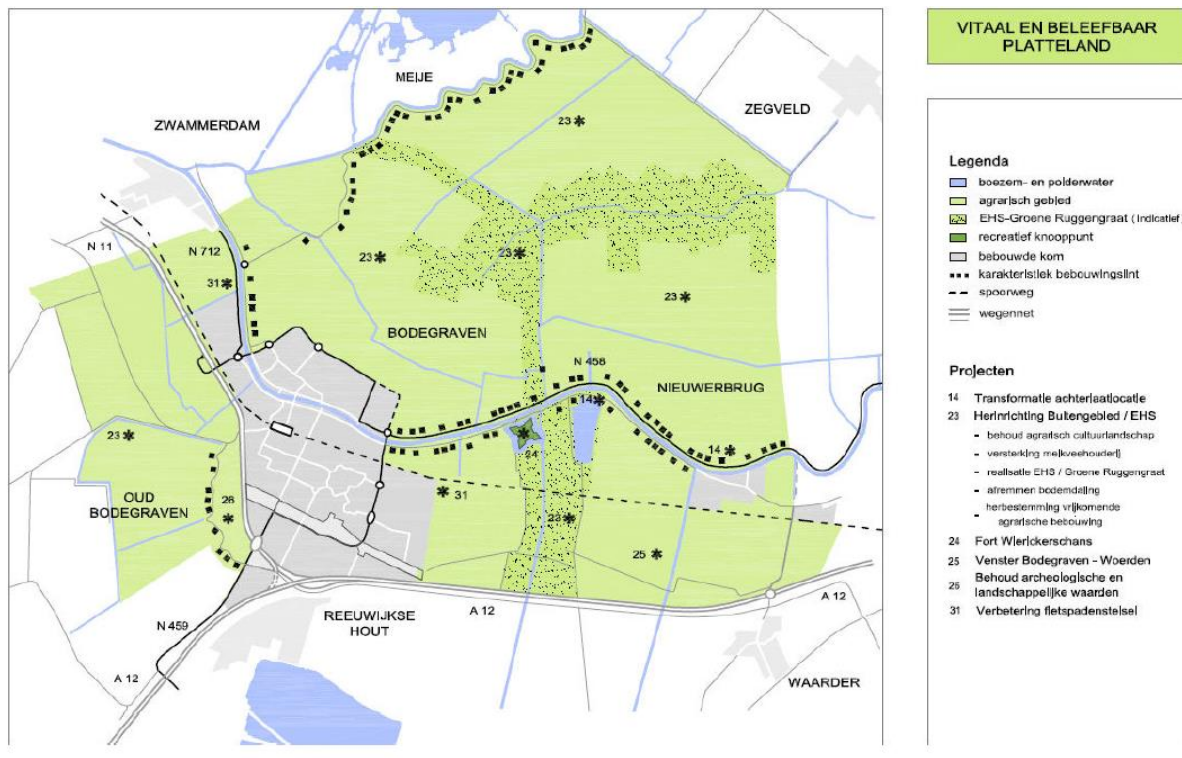 VITAAL EN BELEEFBAAR
PLATTELAND
MEIJE
ZWAMMERDAM
ZEGVELD
23
N 11
N 712
23
23
31
23
BODEGRAVEN
N 458
NIEUWERBRUG
14
23
24
14
OUD
BODEGRAVEN
26
31
23
25
REEUWIJKSE
HOUT
A 12
A 12
N 459
A 12
WAARDER
Legenda
boezem- en polderwater
agrarisch gebied
EHS-Groene Ruggengraat ( indicatief
recreatief knooppunt
bebouwde kom
karakteristiek bebouwingslint
spoorweg
wegennet
Projecten
14 Transformatie achterlaatlocatie
23 Herinrichting Buitengebied / EHS
- behoud agrarisch cultuurlandschap
- versterking melkveehouderij
- realisatie EHS / Groene Ruggengraat
- afremmen bodemdaling
- herbestemming vrijkomende
agrarische bebouwing
24 Fort Wierickerschans
25 Venster Bodegraven - Woerden
26 Behoud archeologische en
landschappelijke waarden
31 Verbetering fietspadenstelsel